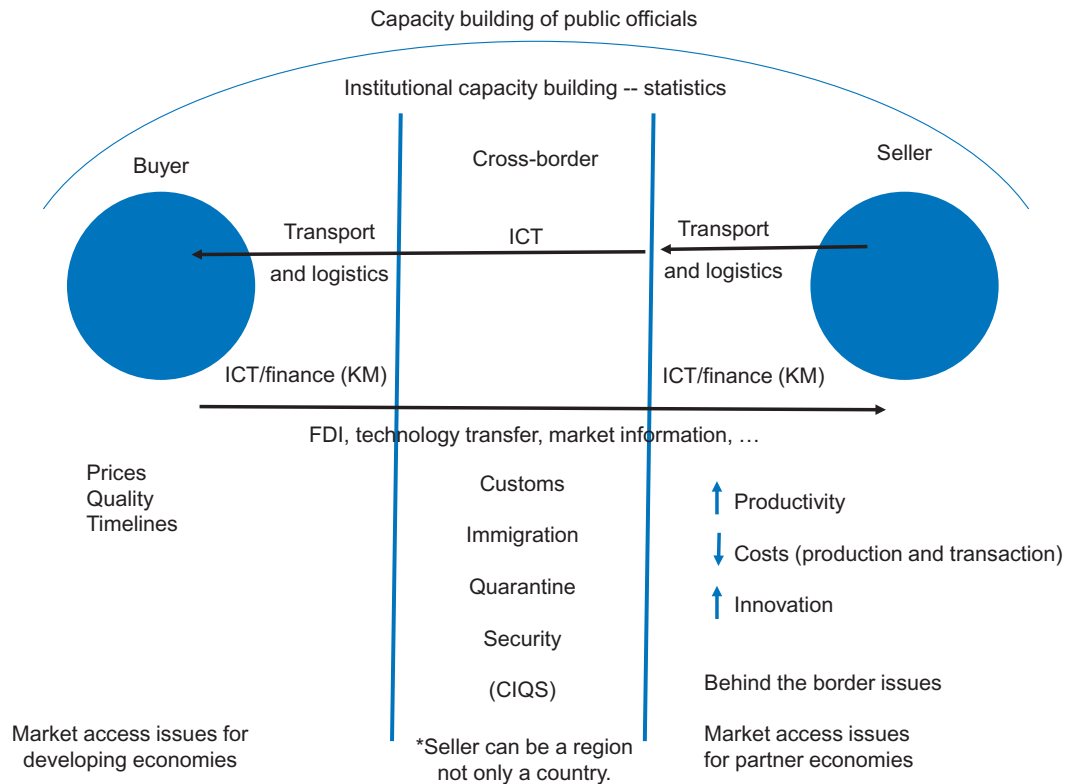 Capacity building of public officials
Institutional capacity building -- statistics
Buyer
Cross-border
Seller
Transport
and logistics
ICT
Transport
and logistics
ICT/finance (KM)
ICT/finance (KM)
FDI, technology transfer, market information, …
Prices
Quality
Timelines
Customs
Immigration
Quarantine
Security
(CIQS)
Productivity
Costs (production and transaction)
Innovation
Behind the border issues
Market access issues for
developing economies
*Seller can be a region
not only a country.
Market access issues
for partner economies